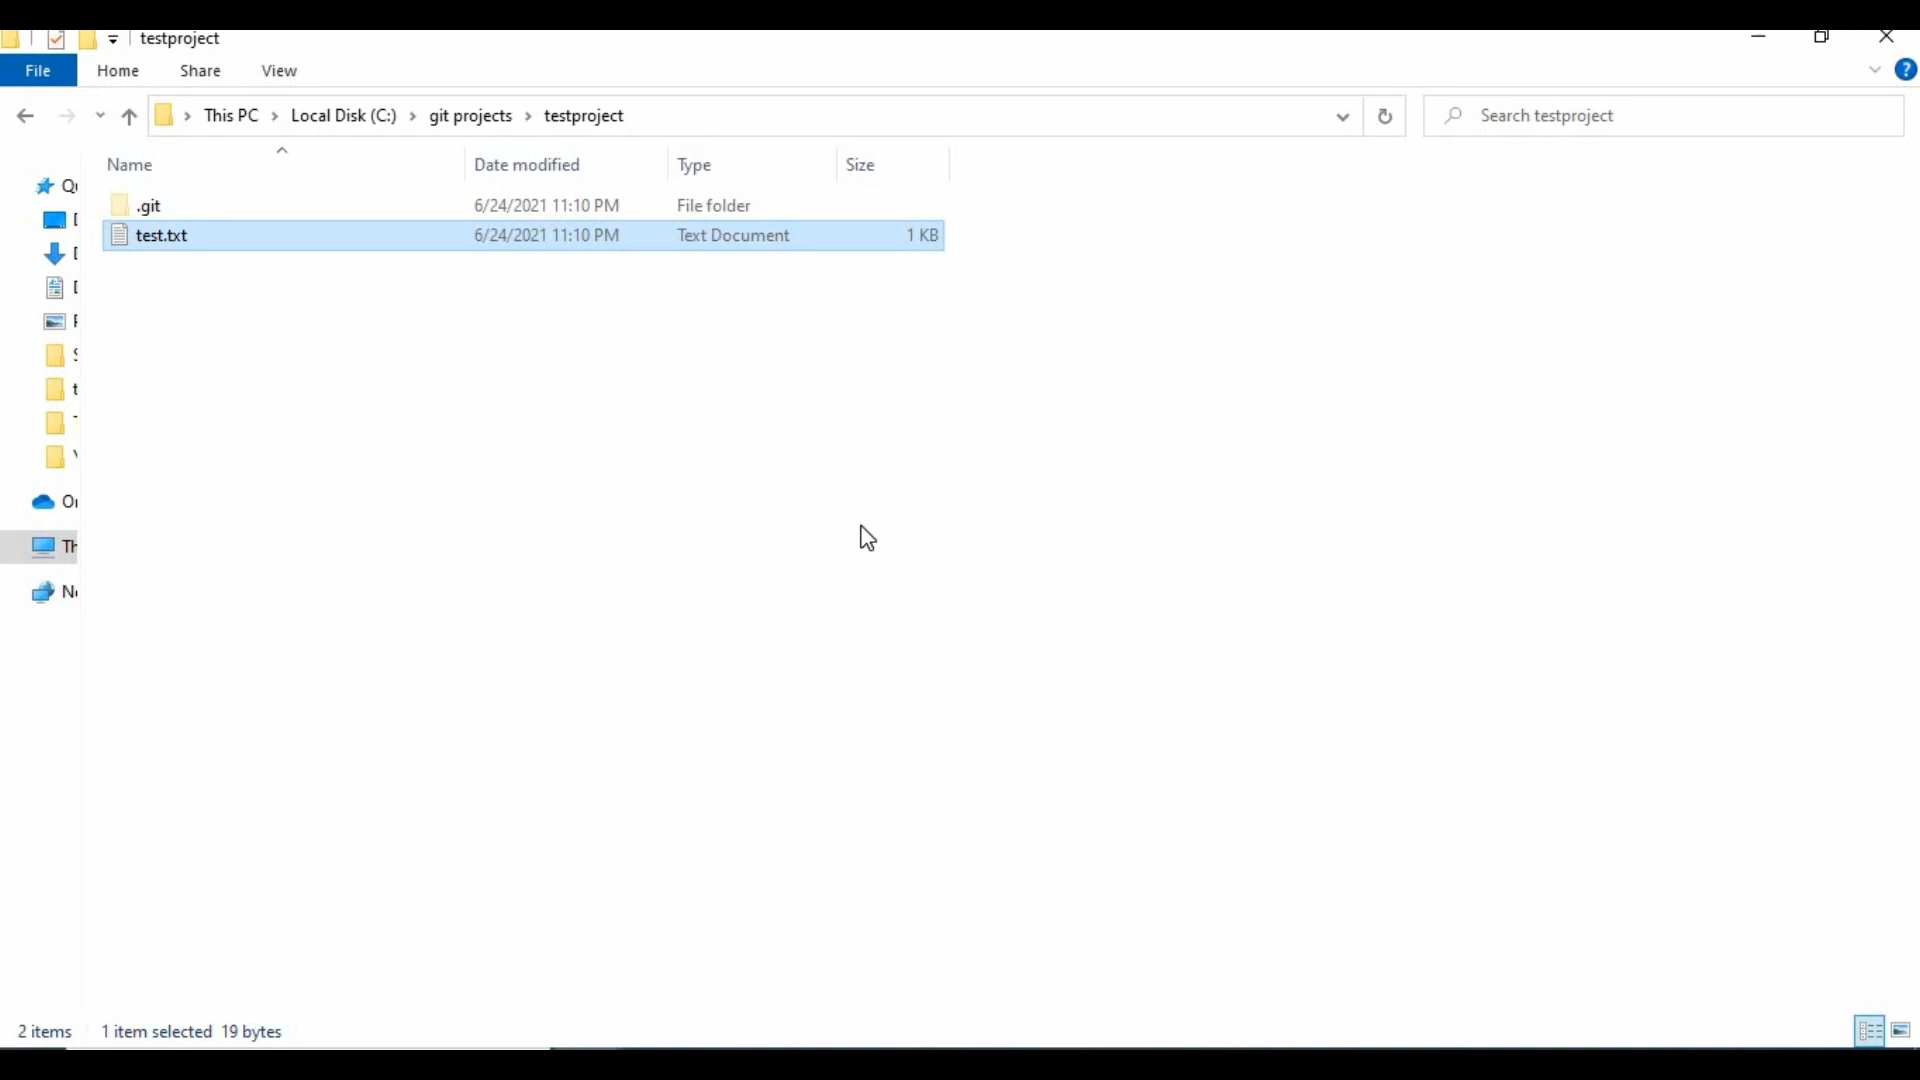 testproject
File Home Share View
This PC > Local Disk (C:) > git projects > testproject
Search testproject
Name Date modified Type Size
.git 6/24/2021 11:10 PM File folder
test.txt 6/24/2021 11:10 PM Text Document 1 KB
2 items 1 item selected 19 bytes